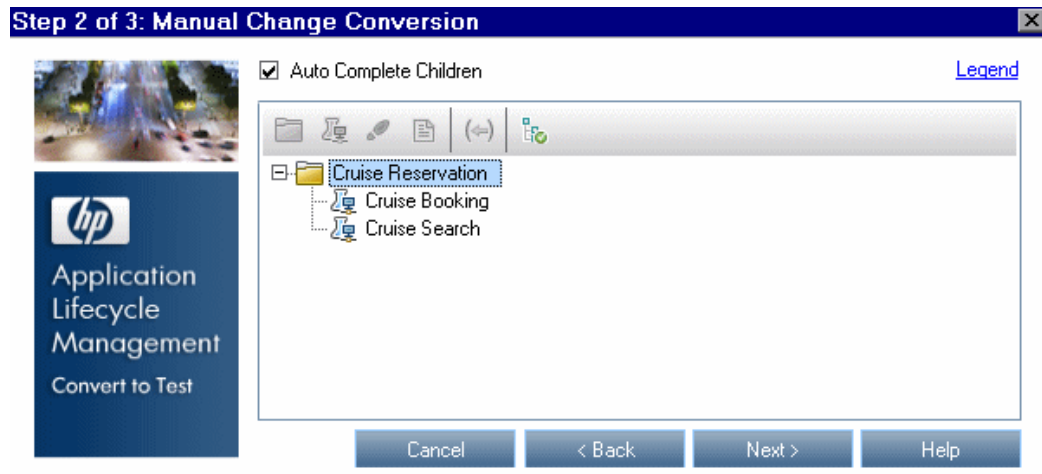 Step 2 of 3: Manual Change Conversion
Auto Complete Children
Legend
Cruise Reservation
Cruise Booking
Cruise Search
hp
Application
Lifecycle
Management
Convert to Test
Cancel
< Back
Next >
Help